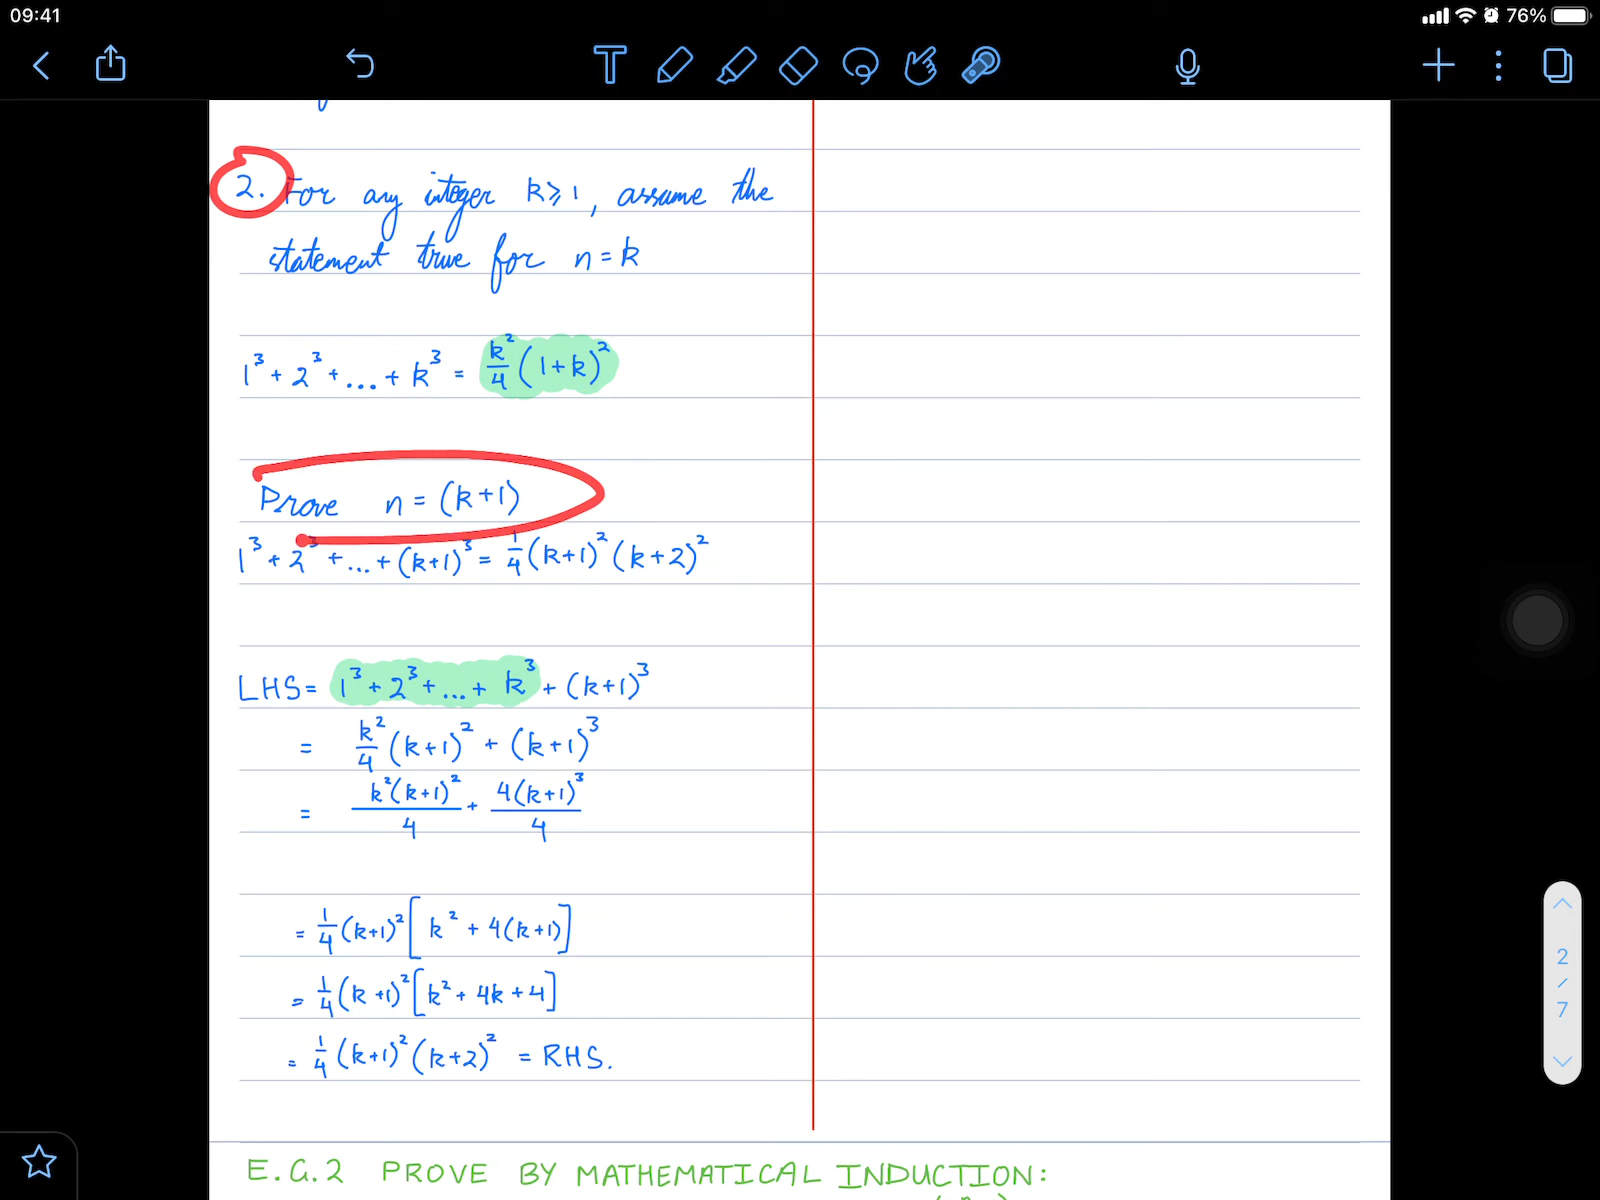 09:41
76%
2. For any integer k ≥ 1, assume the
statement true for n = k
1³ + 2³ + ... + k³ = k²/4 (1+k)²
Prove n = (k+1)
1³ + 2³ + ... + (k+1)³ = 1/4 (k+1)² (k+2)²
LHS = 1³ + 2³ + ... + k³ + (k+1)³
= k²/4 (k+1)² + (k+1)³
= k²(k+1)²/4 + 4(k+1)³/4
= 1/4 (k+1)² [k² + 4(k+1)]
= 1/4 (k+1)² [k² + 4k + 4]
= 1/4 (k+1)² (k+2)² = RHS.
2
/
7
E.G.2 PROVE BY MATHEMATICAL INDUCTION: